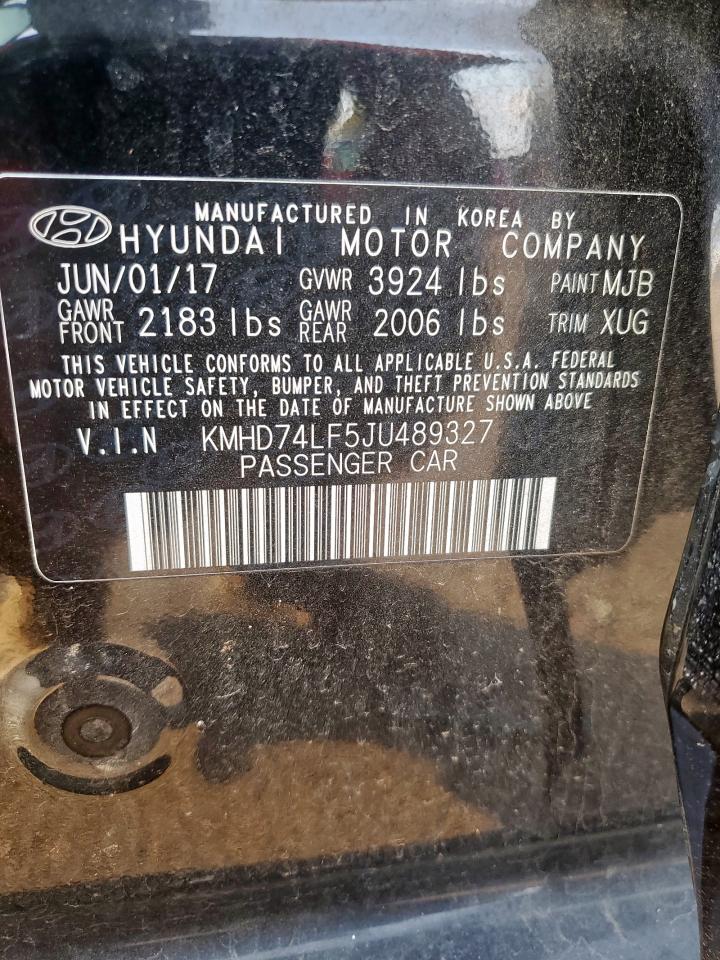 MANUFACTURED IN KOREA BY
HYUNDAI MOTOR COMPANY
JUN/01/17 GVWR 3924 lbs PAINT MJB
GAWR FRONT 2183 lbs GAWR REAR 2006 lbs TRIM XUG
THIS VEHICLE CONFORMS TO ALL APPLICABLE U.S.A. FEDERAL
MOTOR VEHICLE SAFETY, BUMPER, AND THEFT PREVENTION STANDARDS
IN EFFECT ON THE DATE OF MANUFACTURE SHOWN ABOVE
V.I.N KMHD74LF5JU489327
PASSENGER CAR